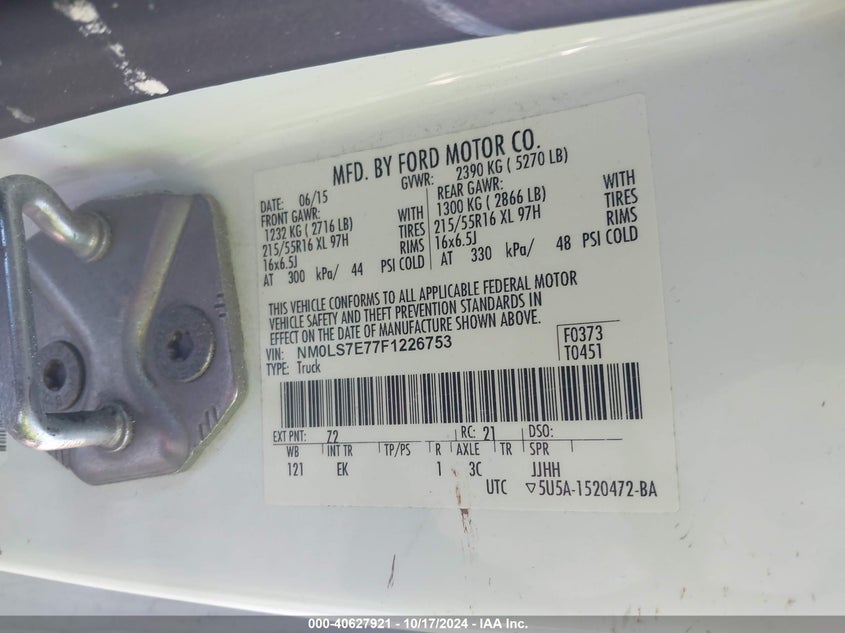 MFD. BY FORD MOTOR CO.
DATE: 06/15 GVWR: 2390 KG ( 5270 LB)
FRONT GAWR: REAR GAWR:
1232 KG ( 2716 LB) WITH 1300 KG ( 2866 LB) WITH
215/55R16 XL 97H TIRES 215/55R16 XL 97H TIRES
16x6.5J RIMS 16x6.5J RIMS
AT 300 kPa/ 44 PSI COLD AT 330 kPa/ 48 PSI COLD
THIS VEHICLE CONFORMS TO ALL APPLICABLE FEDERAL MOTOR
VEHICLE SAFETY AND THEFT PREVENTION STANDARDS IN
EFFECT ON THE DATE OF MANUFACTURE SHOWN ABOVE.
VIN: NM0LS7E77F1226753 F0373
TYPE: Truck T0451
EXT PNT: 72 RC: 21 DSO:
WB INT TR TP/PS R AXLE TR SPR
121 EK 1 3C JJHH
UTC ▽5U5A-1520472-BA
000-40627921 - 10/17/2024 - IAA Inc.